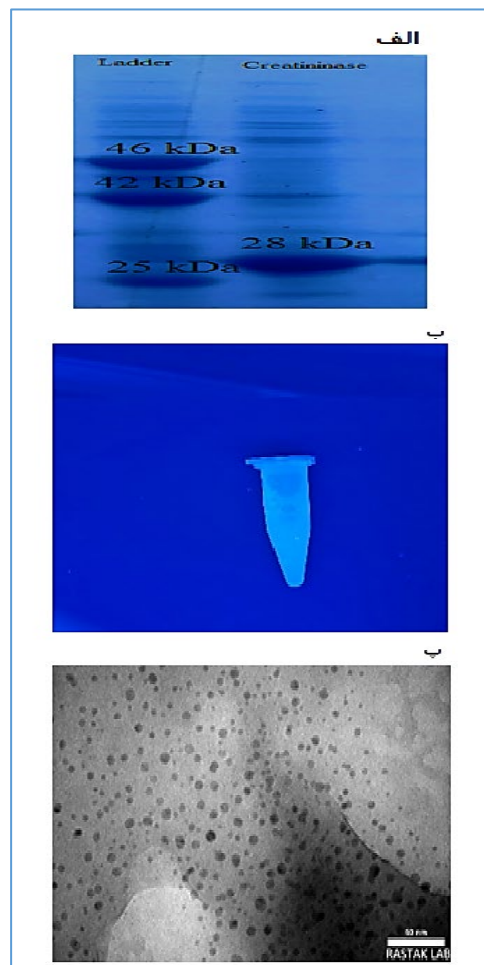 الف
Ladder Creatininase
46 kDa
42 kDa
28 kDa
25 kDa
ب
پ
RASTAK LAB